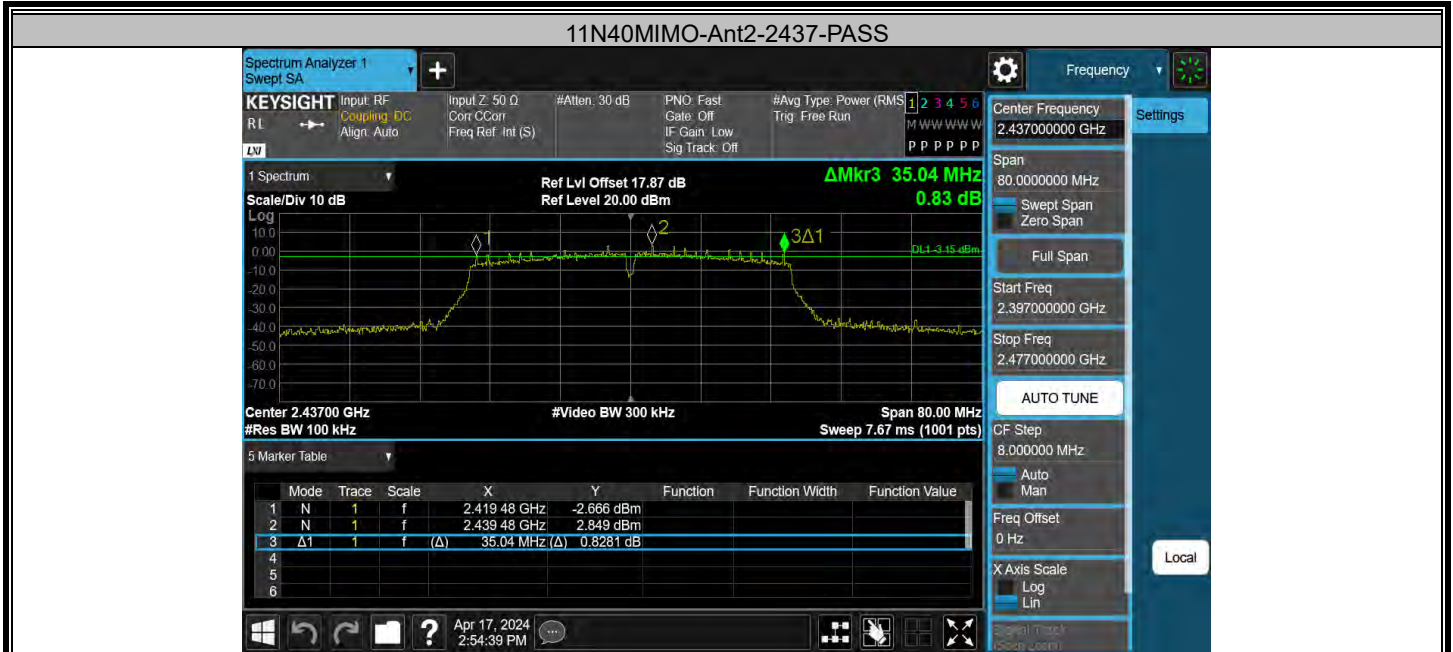 11N40MIMO-Ant2-2437-PASS
Spectrum Analyzer 1
Swept SA
+
Frequency
KEYSIGHT
RL
LXI
Input: RF
Coupling: DC
Align: Auto
Input Z: 50 Ω
Corr CCorr
Freq Ref: Int (S)
#Atten: 30 dB
PNO: Fast
Gate: Off
IF Gain: Low
Sig Track: Off
#Avg Type: Power (RMS
Trig: Free Run
1 2 3 4 5 6
M W W W W W
P P P P P P
1 Spectrum
Scale/Div 10 dB
Ref Lvl Offset 17.87 dB
Ref Level 20.00 dBm
ΔMkr3 35.04 MHz
0.83 dB
Log
10.0
0.00
-10.0
-20.0
-30.0
-40.0
-50.0
-60.0
-70.0
1
2
3Δ1
DL1 -3.15 dBm
Center 2.43700 GHz
#Res BW 100 kHz
#Video BW 300 kHz
Span 80.00 MHz
Sweep 7.67 ms (1001 pts)
5 Marker Table
Mode Trace Scale X Y Function Function Width Function Value
1 N 1 f 2.419 48 GHz -2.666 dBm
2 N 1 f 2.439 48 GHz 2.849 dBm
3 Δ1 1 f (Δ) 35.04 MHz (Δ) 0.8281 dB
4
5
6
Apr 17, 2024
2:54:39 PM
?
Center Frequency
2.437000000 GHz
Span
80.0000000 MHz
Swept Span
Zero Span
Full Span
Start Freq
2.397000000 GHz
Stop Freq
2.477000000 GHz
AUTO TUNE
CF Step
8.000000 MHz
Auto
Man
Freq Offset
0 Hz
X Axis Scale
Log
Lin
Signal Track
(Span Zoom)
Settings
Local